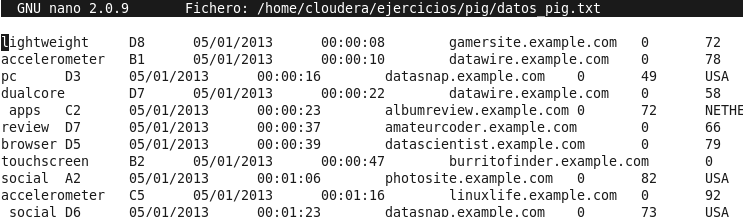 GNU nano 2.0.9 Fichero: /home/cloudera/ejercicios/pig/datos_pig.txt
lightweight D8 05/01/2013 00:00:08 gamersite.example.com 0 72
accelerometer B1 05/01/2013 00:00:10 datawire.example.com 0 78
pc D3 05/01/2013 00:00:16 datasnap.example.com 0 49 USA
dualcore D7 05/01/2013 00:00:22 datawire.example.com 0 58
apps C2 05/01/2013 00:00:23 albumreview.example.com 0 72 NETHE
review D7 05/01/2013 00:00:37 amateurcoder.example.com 0 66
browser D5 05/01/2013 00:00:39 datascientist.example.com 0 79
touchscreen B2 05/01/2013 00:00:47 burritofinder.example.com 0
social A2 05/01/2013 00:01:06 photosite.example.com 0 82 USA
accelerometer C5 05/01/2013 00:01:16 linuxlife.example.com 0 92
social D6 05/01/2013 00:01:23 datasnap.example.com 0 73 USA